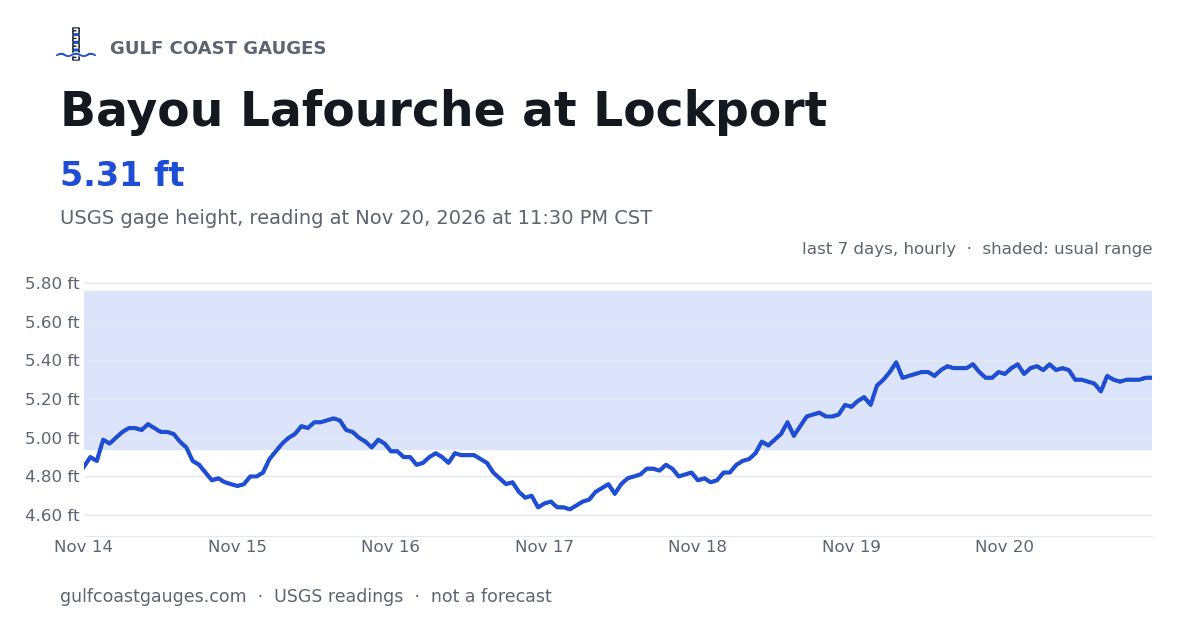 GULF COAST GAUGES
Bayou Lafourche at Lockport
5.31 ft
USGS gage height, reading at Nov 20, 2026 at 11:30 PM CST
last 7 days, hourly · shaded: usual range
5.80 ft
5.60 ft
5.40 ft
5.20 ft
5.00 ft
4.80 ft
4.60 ft
Nov 14 Nov 15 Nov 16 Nov 17 Nov 18 Nov 19 Nov 20
gulfcoastgauges.com · USGS readings · not a forecast